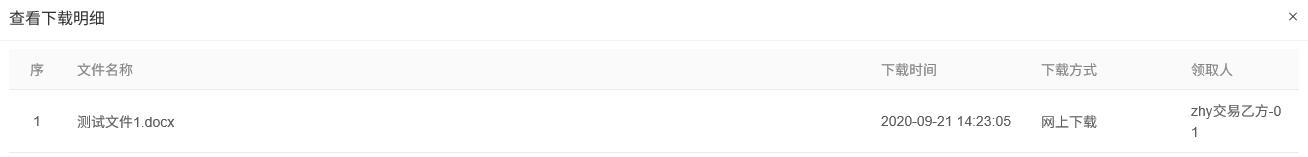 查看下载明细 ×
序 文件名称 下载时间 下载方式 领取人
1 测试文件1.docx 2020-09-21 14:23:05 网上下载 zhy交易乙方-0
1